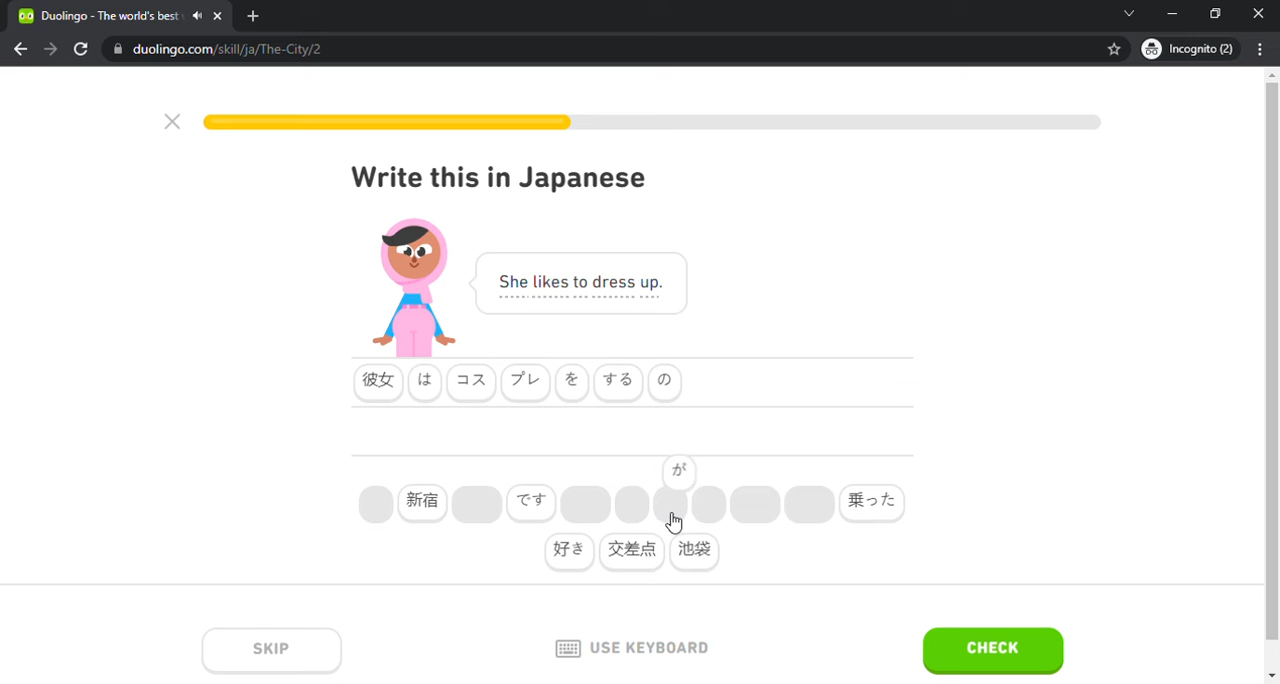 Duolingo - The world's best
duolingo.com/skill/ja/The-City/2
Incognito (2)
Write this in Japanese
She likes to dress up.
彼女 は コス プレ を する の
が
新宿 です 乗った
好き 交差点 池袋
SKIP
USE KEYBOARD
CHECK